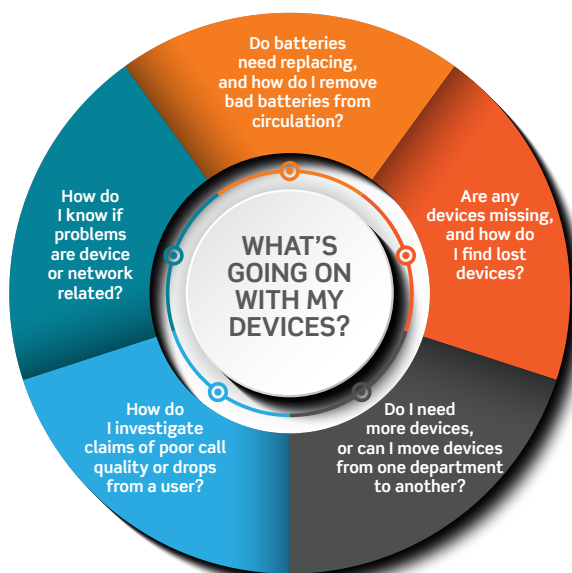 Do batteries
need replacing,
and how do I remove
bad batteries from
circulation?
Are any
devices missing,
and how do
I find lost
devices?
Do I need
more devices,
or can I move devices
from one department
to another?
How do
I investigate
claims of poor call
quality or drops
from a user?
How do
I know if
problems
are device
or network
related?
WHAT'S
GOING ON
WITH MY
DEVICES?